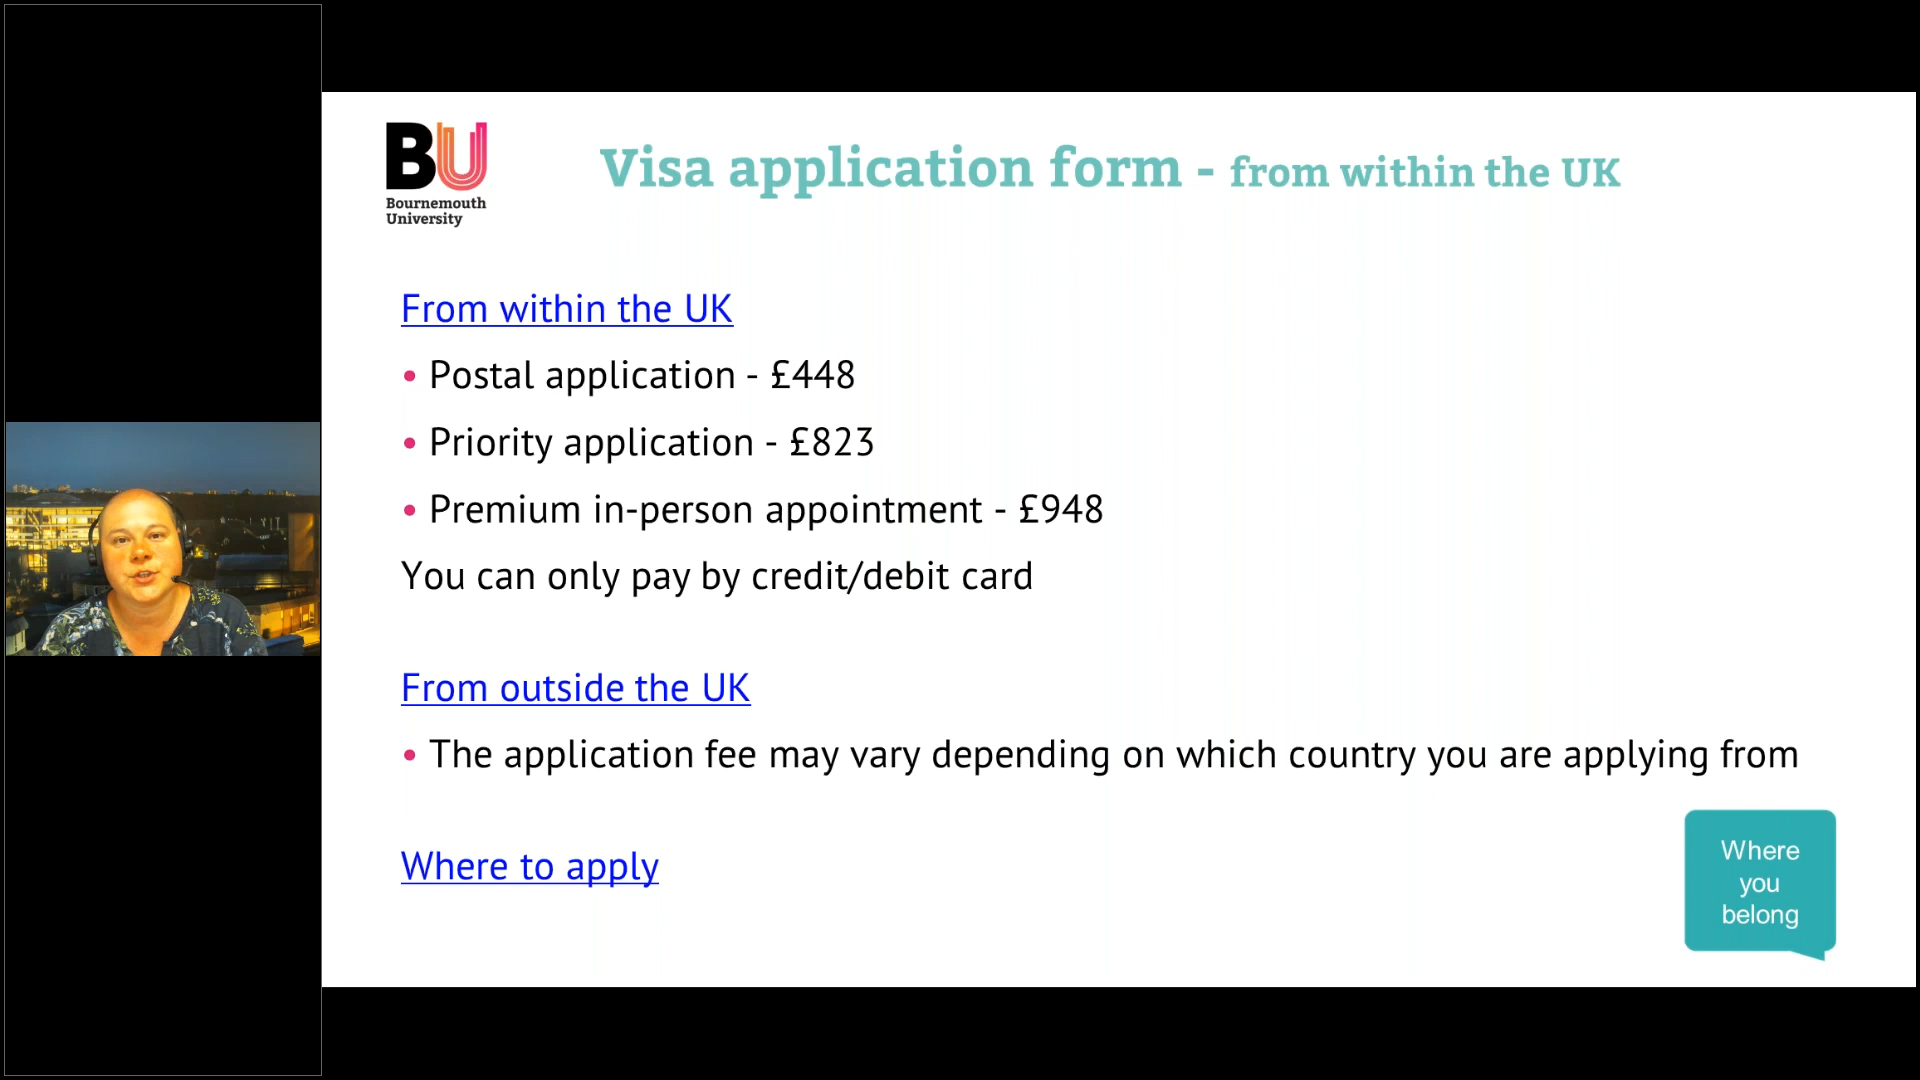 BU
Bournemouth
University
Visa application form - from within the UK
From within the UK
• Postal application - £448
• Priority application - £823
• Premium in-person appointment - £948
You can only pay by credit/debit card
From outside the UK
• The application fee may vary depending on which country you are applying from
Where to apply
Where
you
belong